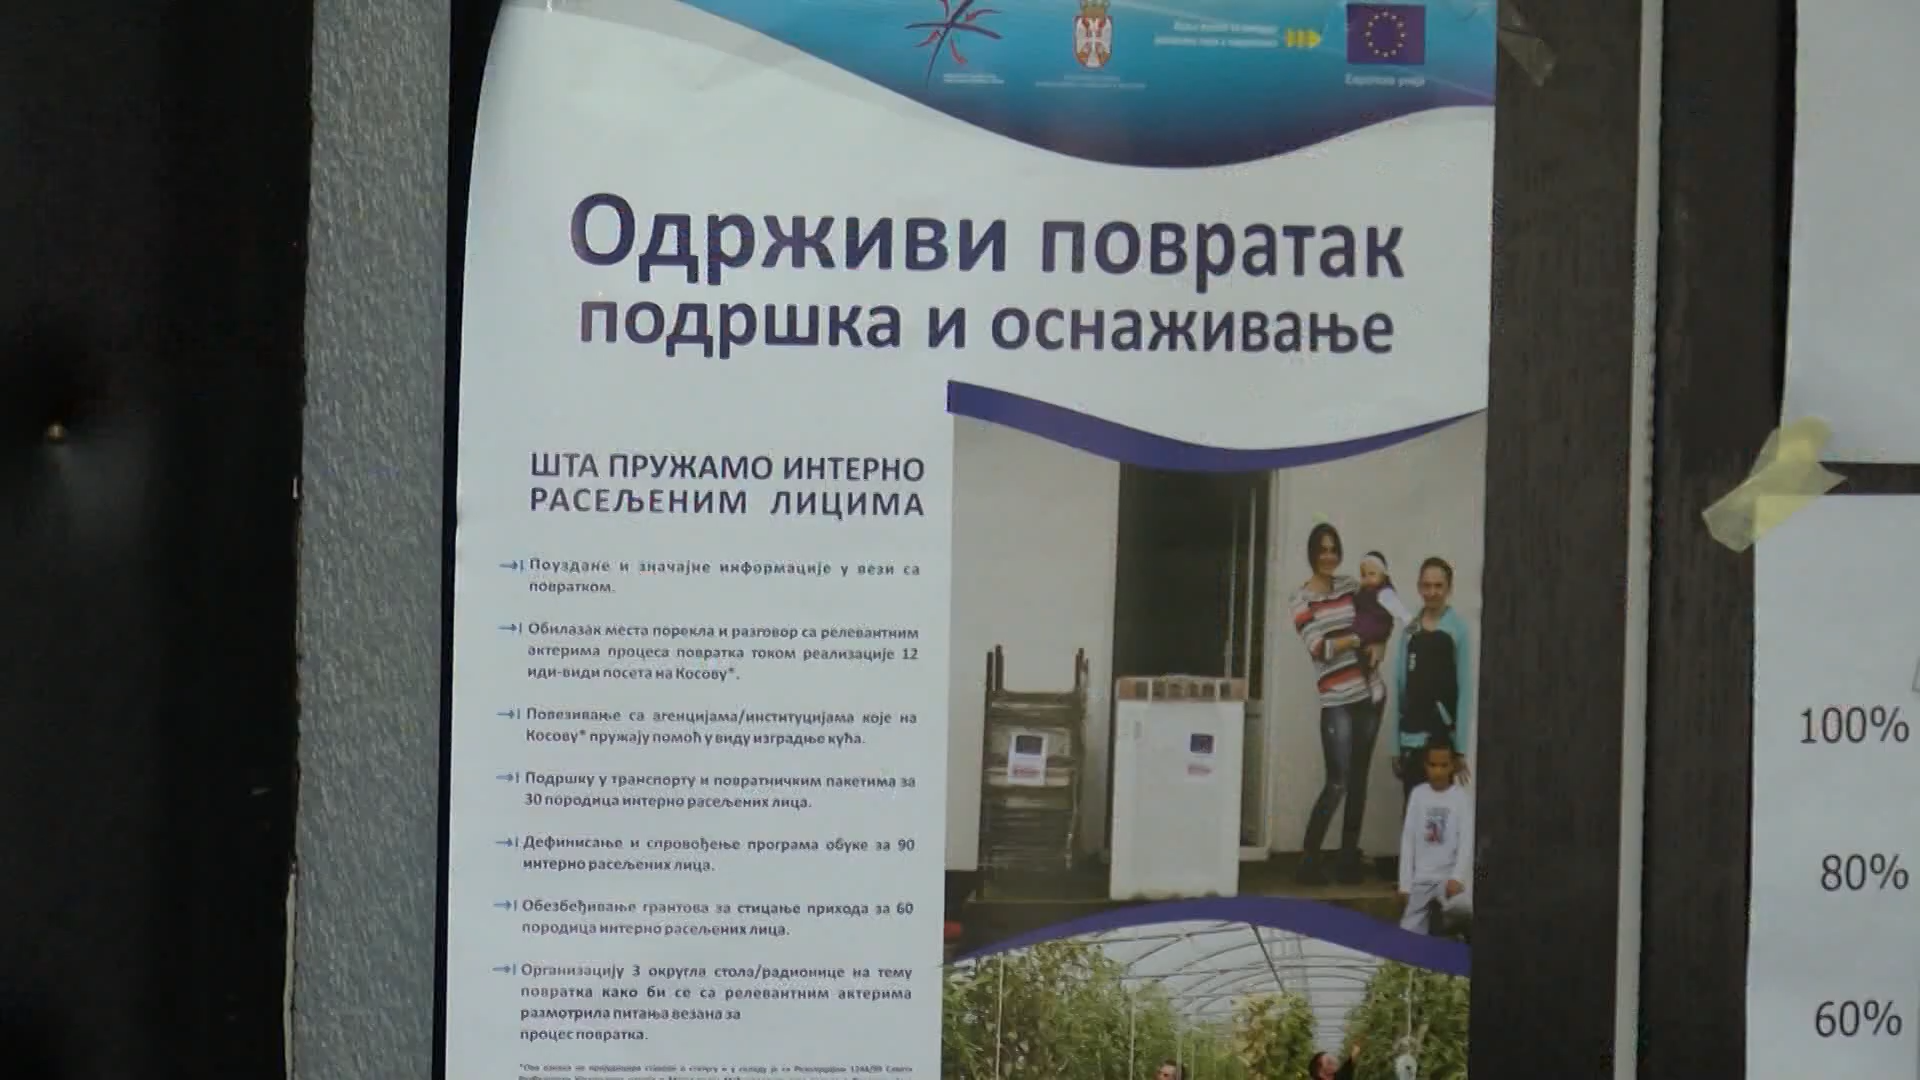 Европска унија
Одрживи повратак
подршка и оснаживање
ШТА ПРУЖАМО ИНТЕРНО
РАСЕЉЕНИМ ЛИЦИМА
Поуздане и значајне информације у вези са
повратком.
Обилазак места порекла и разговор са релевантним
актерима процеса повратка током реализације 12
иди-види посета на Косову*.
Повезивање са агенцијама/институцијама које на
Косову* пружају помоћ у виду изградње кућа.
Подршку у транспорту и повратничким пакетима за
30 породица интерно расељених лица.
Дефинисање и спровођење програма обуке за 90
интерно расељених лица.
Обезбеђивање грантова за стицање прихода за 60
породица интерно расељених лица.
Организацију 3 округла стола/радионице на тему
повратка како би се са релевантним актерима
размотрила питања везана за
процес повратка.
100%
80%
60%